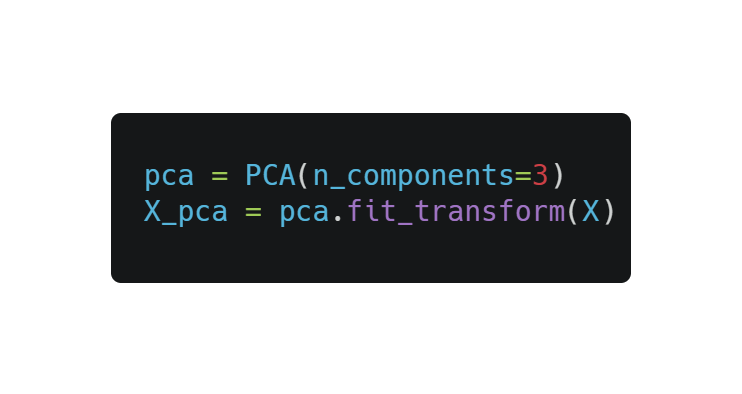 pca = PCA(n_components=3)
X_pca = pca.fit_transform(X)